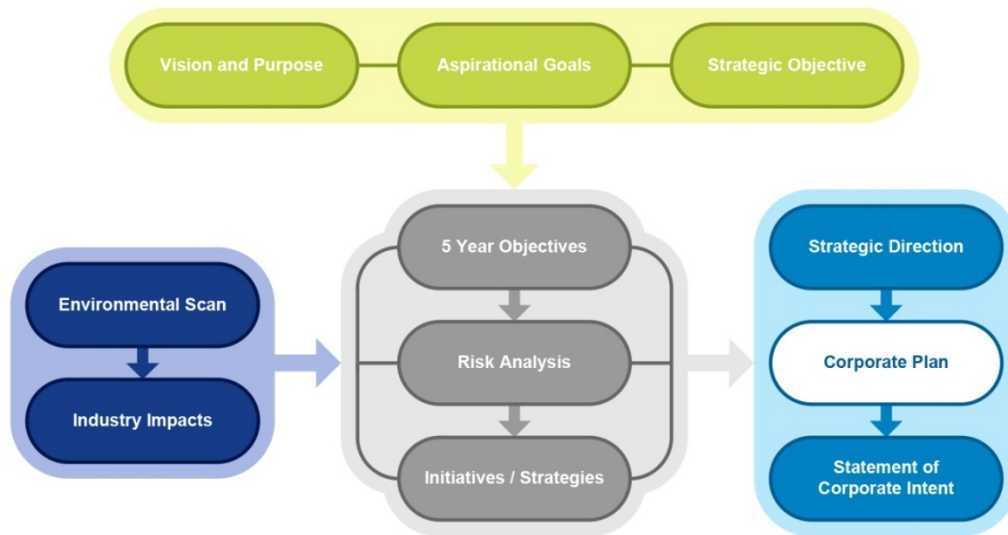 Vision and Purpose
Aspirational Goals
Strategic Objective
5 Year Objectives
Strategic Direction
Environmental Scan
Risk Analysis
Corporate Plan
Industry Impacts
Initiatives / Strategies
Statement of
Corporate Intent